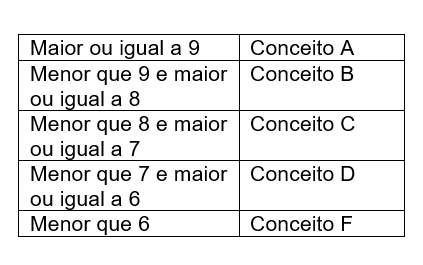 Maior ou igual a 9 Conceito A
Menor que 9 e maior Conceito B
ou igual a 8
Menor que 8 e maior Conceito C
ou igual a 7
Menor que 7 e maior Conceito D
ou igual a 6
Menor que 6 Conceito F